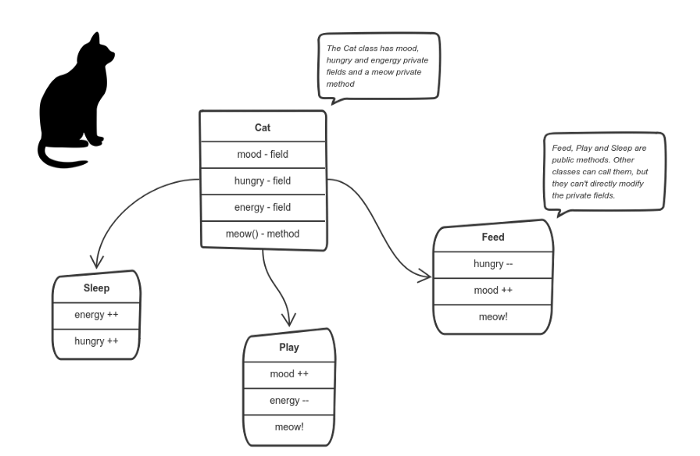 The Cat class has mood,
hungry and engergy private
fields and a meow private
method
Cat
mood - field
hungry - field
energy - field
meow() - method
Feed, Play and Sleep are
public methods. Other
classes can call them, but
they can't directly modify
the private fields.
Feed
hungry --
mood ++
meow!
Sleep
energy ++
hungry ++
Play
mood ++
energy --
meow!